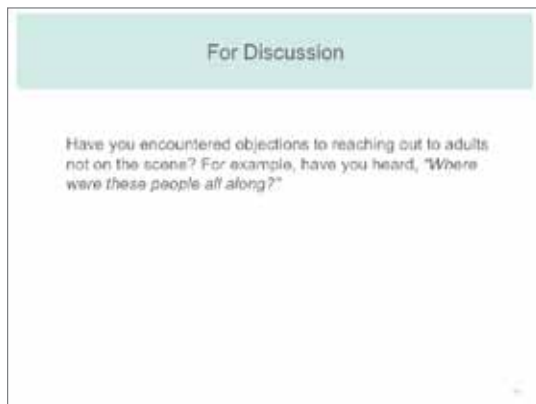 For Discussion
Have you encountered objections to reaching out to adults
not on the scene? For example, have you heard, "Where
were these people all along?"